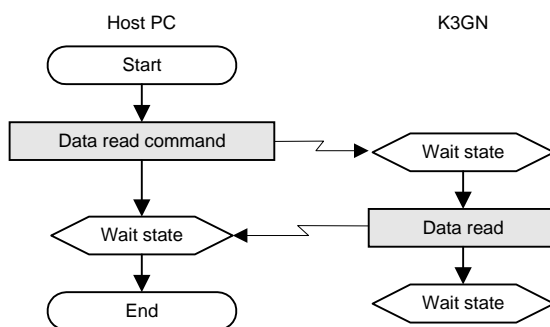 Host PC
K3GN
Start
Data read command
Wait state
Wait state
Data read
End
Wait state